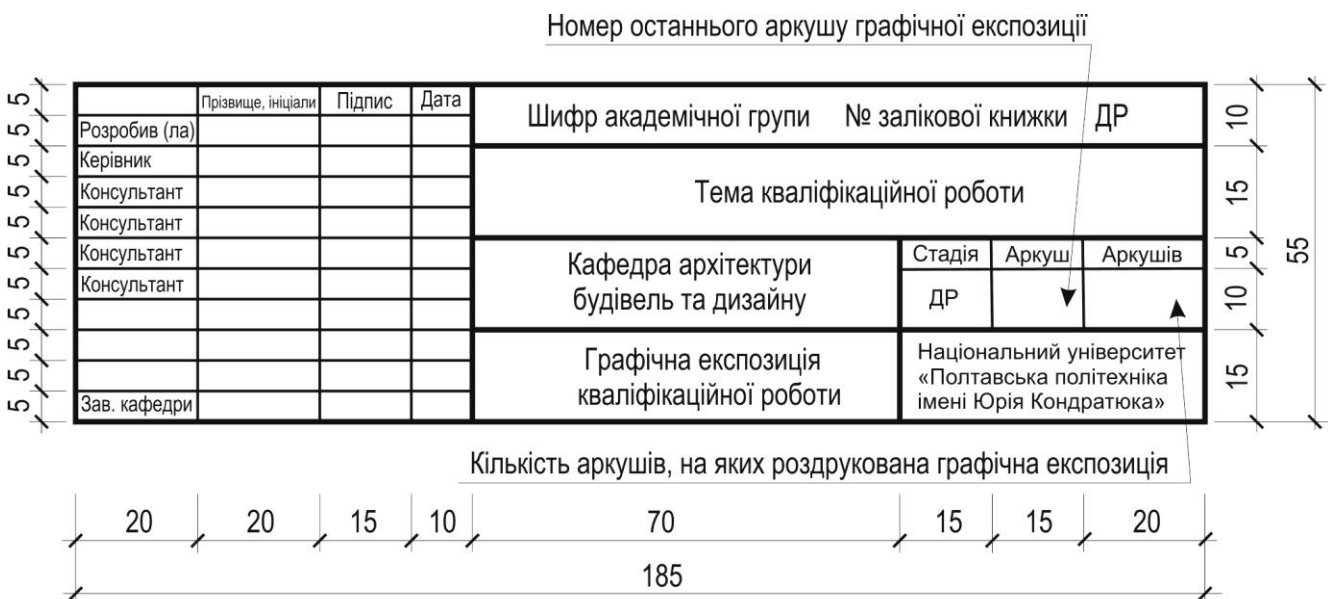 Номер останнього аркушу графічної експозиції
Прізвище, ініціали Підпис Дата
Розробив (ла)
Керівник
Консультант
Консультант
Консультант
Консультант
Зав. кафедри
Шифр академічної групи № залікової книжки ДР
Тема кваліфікаційної роботи
Кафедра архітектури
будівель та дизайну
Стадія Аркуш Аркушів
ДР
Графічна експозиція
кваліфікаційної роботи
Національний університет
«Полтавська політехніка
імені Юрія Кондратюка»
5
5
5
5
5
5
5
5
5
5
5
10
15
5
10
15
55
Кількість аркушів, на яких роздрукована графічна експозиція
20 20 15 10 70 15 15 20
185